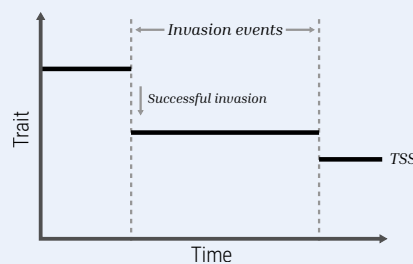 Invasion events
Successful invasion
TSS
Trait
Time